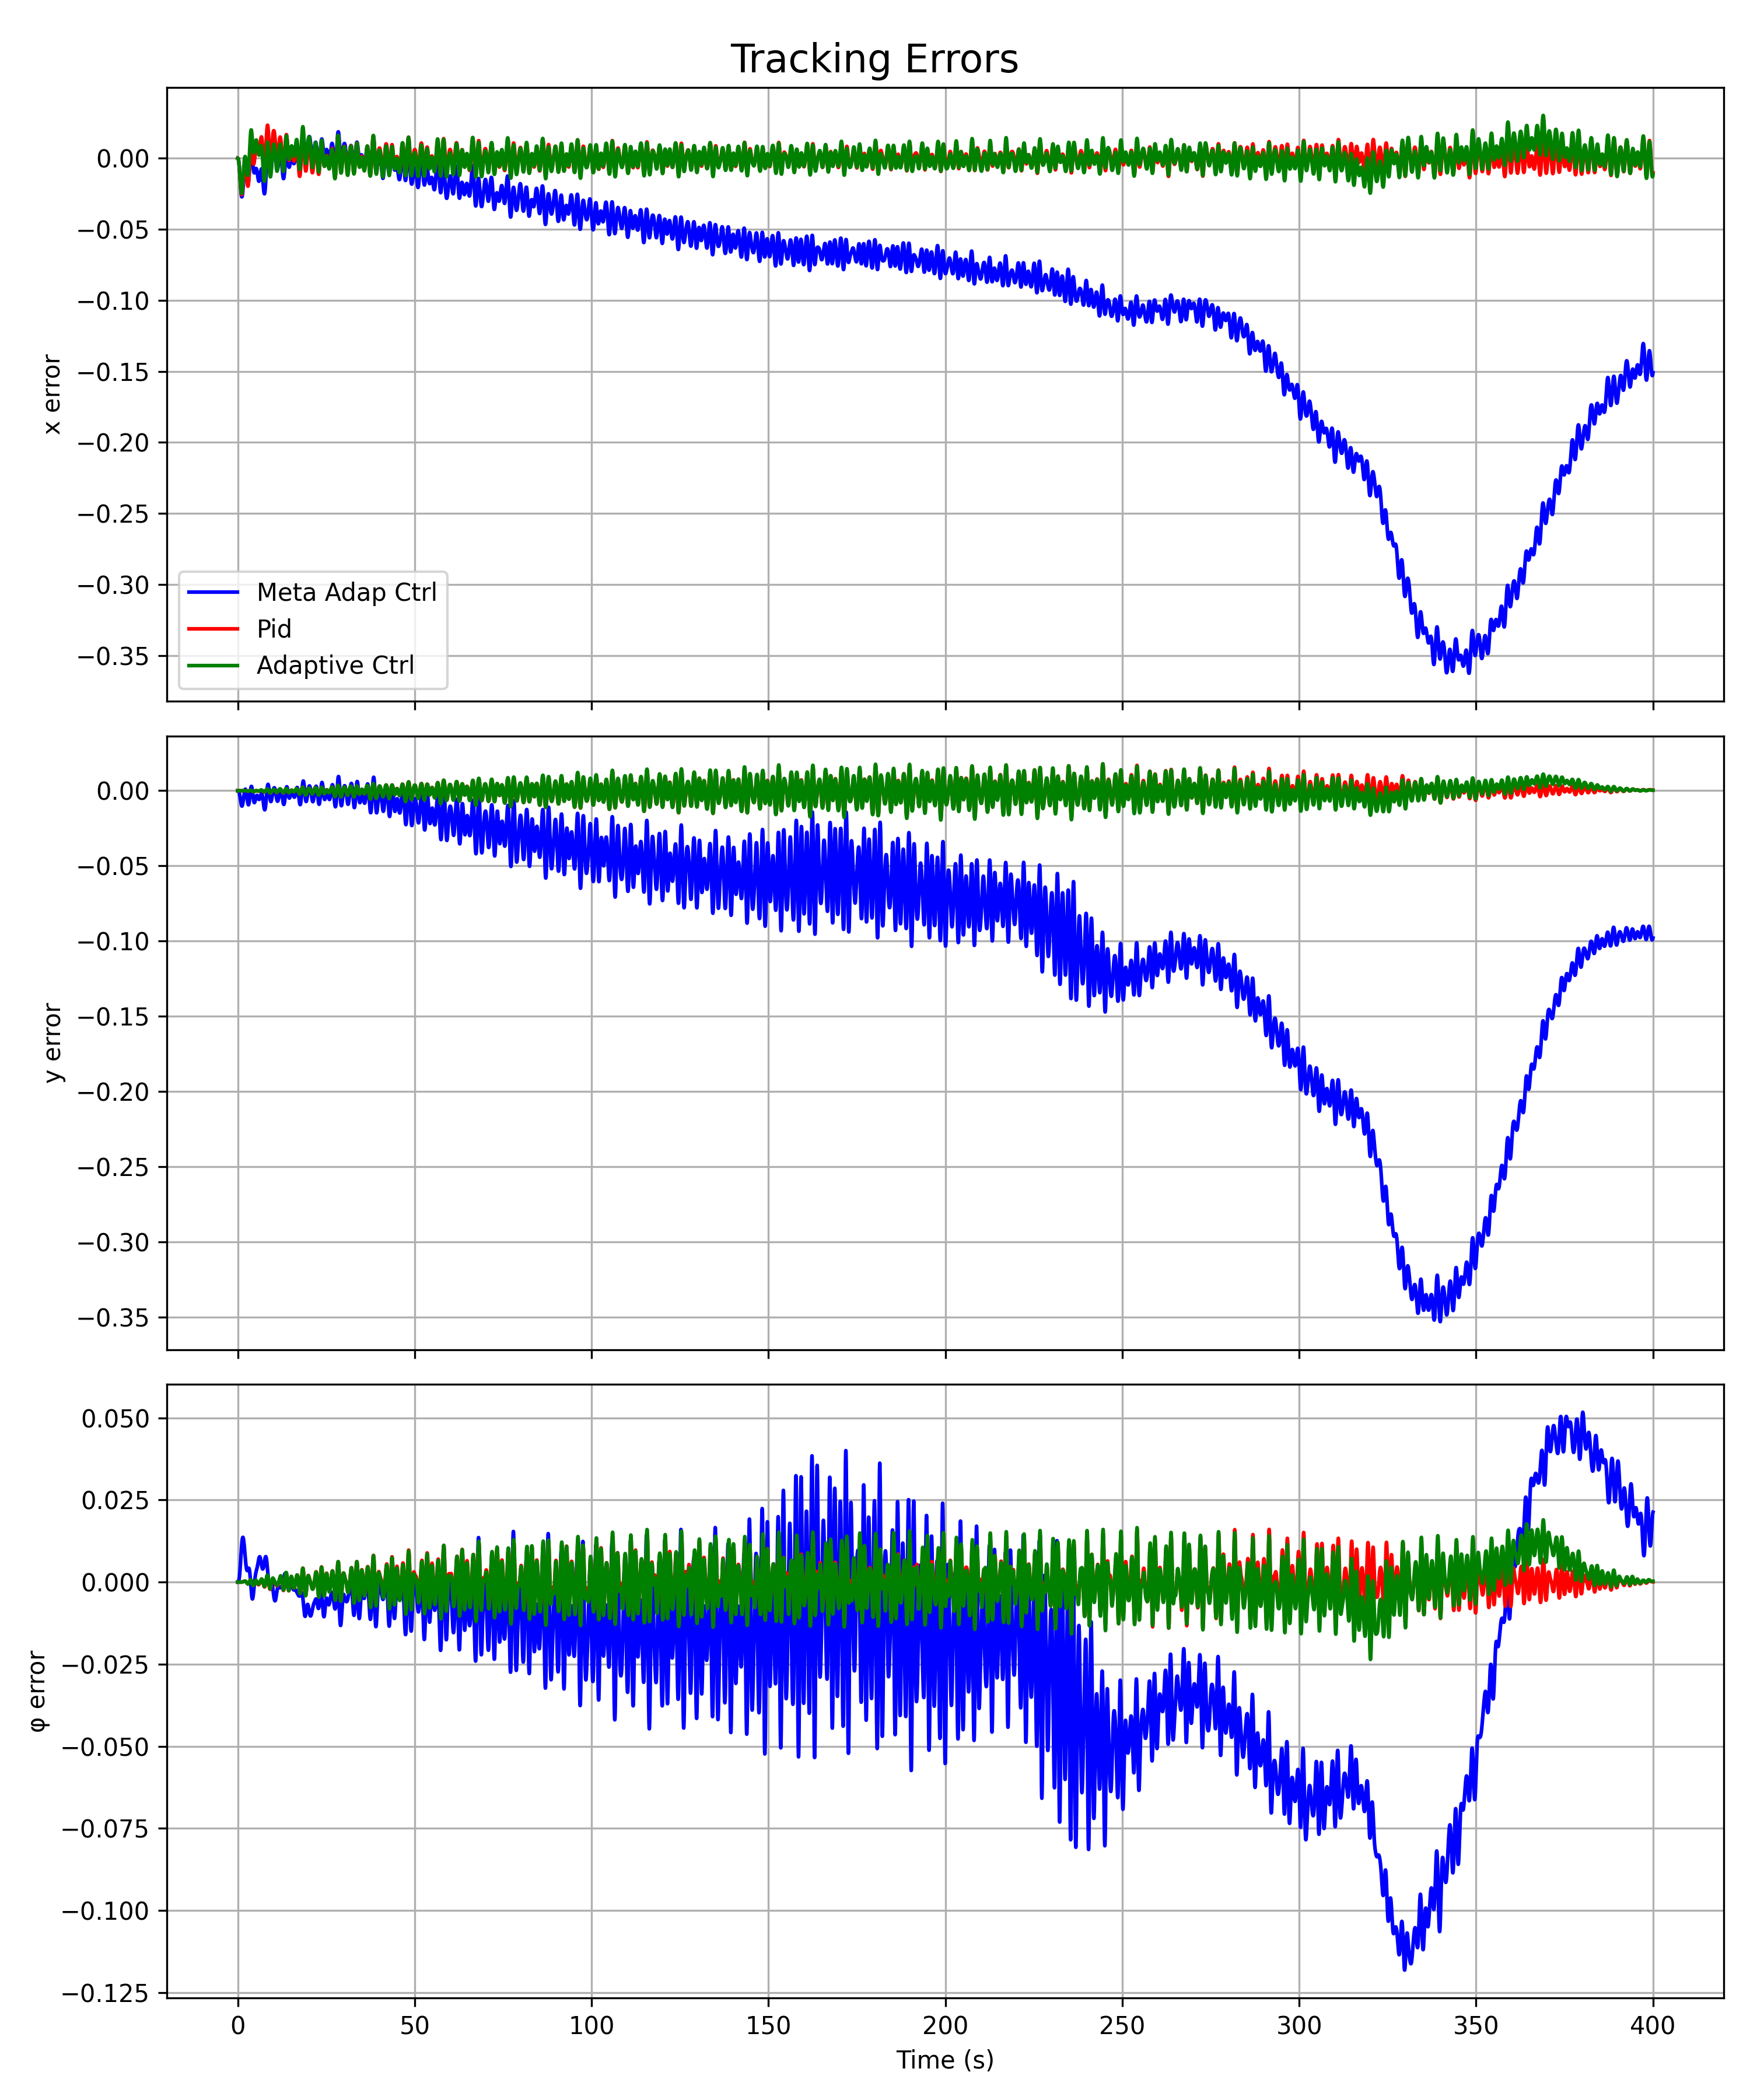 Tracking Errors
0.00
−0.05
−0.10
−0.15
−0.20
−0.25
−0.30
−0.35
x error
Meta Adap Ctrl
Pid
Adaptive Ctrl
0.00
−0.05
−0.10
−0.15
−0.20
−0.25
−0.30
−0.35
y error
0.050
0.025
0.000
−0.025
−0.050
−0.075
−0.100
−0.125
φ error
0 50 100 150 200 250 300 350 400
Time (s)